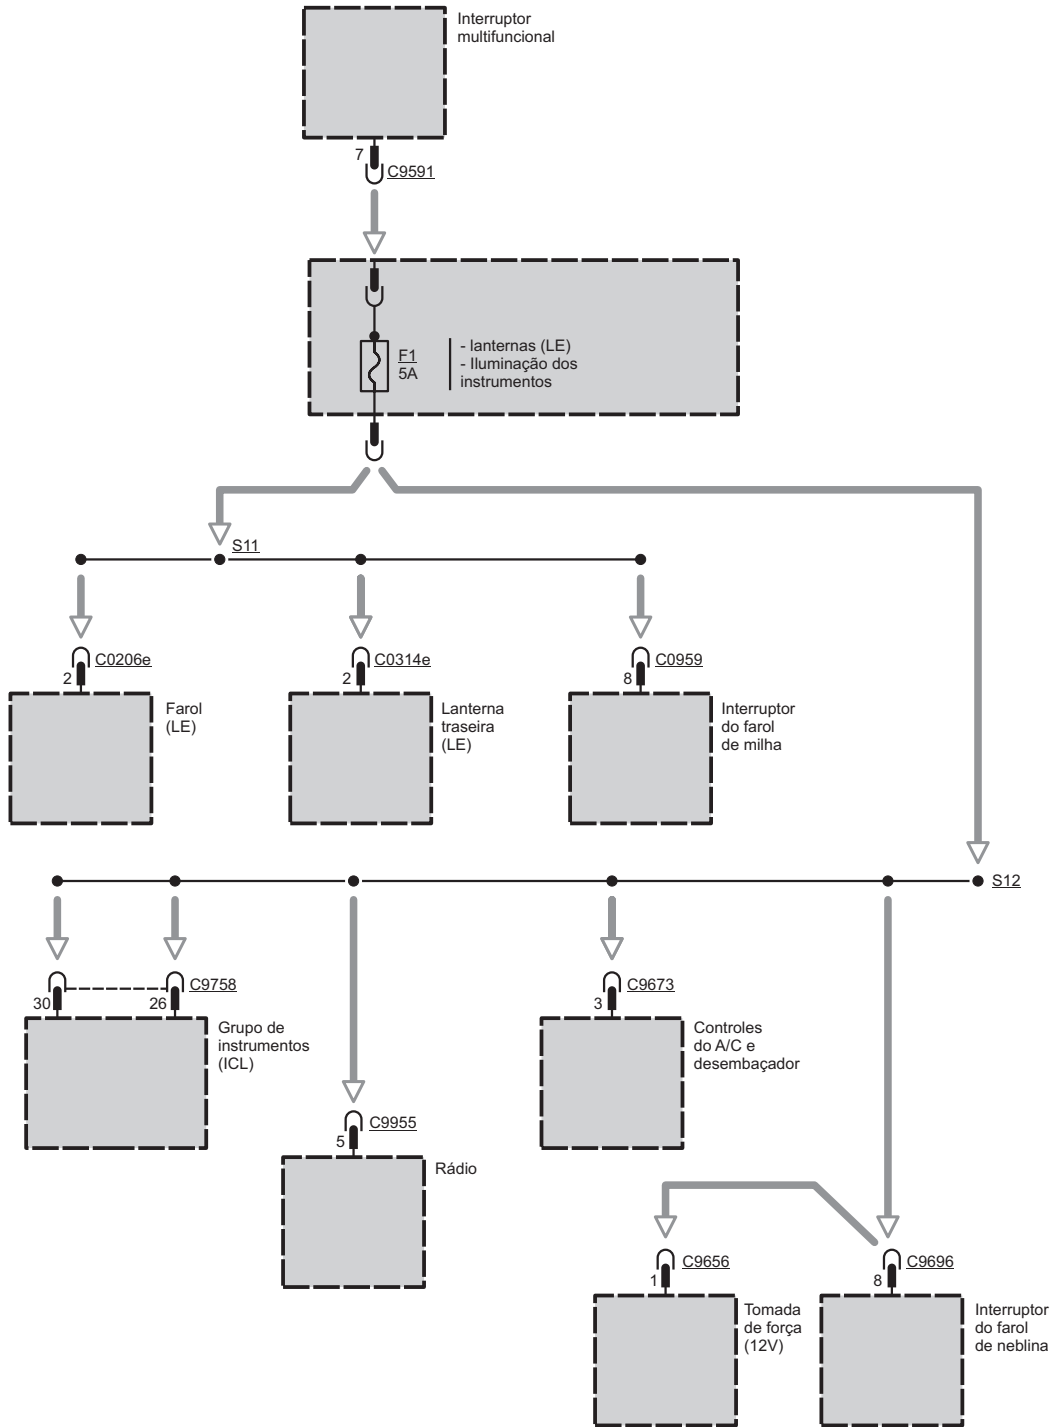 Interruptor
multifuncional
7
C9591
F1
5A
- lanternas (LE)
- Iluminação dos
instrumentos
S11
C0206e
2
Farol
(LE)
C0314e
2
Lanterna
traseira
(LE)
C0959
8
Interruptor
do farol
de milha
S12
30
26
C9758
Grupo de
instrumentos
(ICL)
C9955
5
Rádio
C9673
3
Controles
do A/C e
desembaçador
C9656
1
Tomada
de força
(12V)
C9696
8
Interruptor
do farol
de neblina